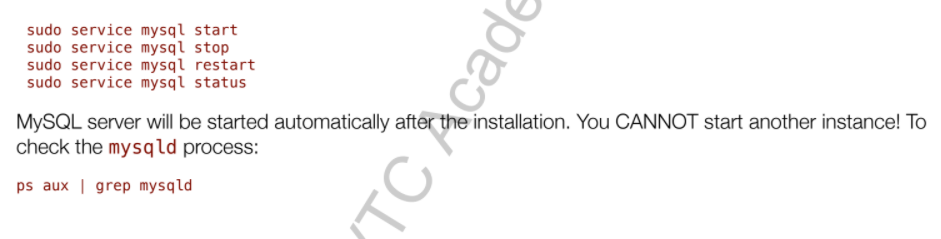 sudo service mysql start
sudo service mysql stop
sudo service mysql restart
sudo service mysql status
MySQL server will be started automatically after the installation. You CANNOT start another instance! To
check the mysqld process:
ps aux | grep mysqld